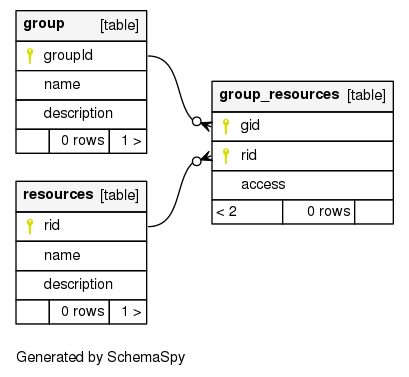 group [table]
groupId
name
description
0 rows 1 >
group_resources [table]
gid
rid
access
< 2 0 rows
resources [table]
rid
name
description
0 rows 1 >
Generated by SchemaSpy